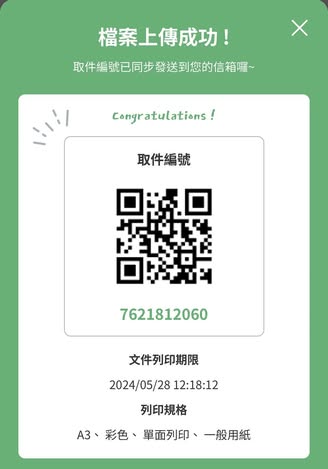 檔案上傳成功！
取件編號已同步發送到您的信箱囉~
Congratulations！
取件編號
7621812060
文件列印期限
2024/05/28 12:18:12
列印規格
A3、 彩色、 單面列印、 一般用紙